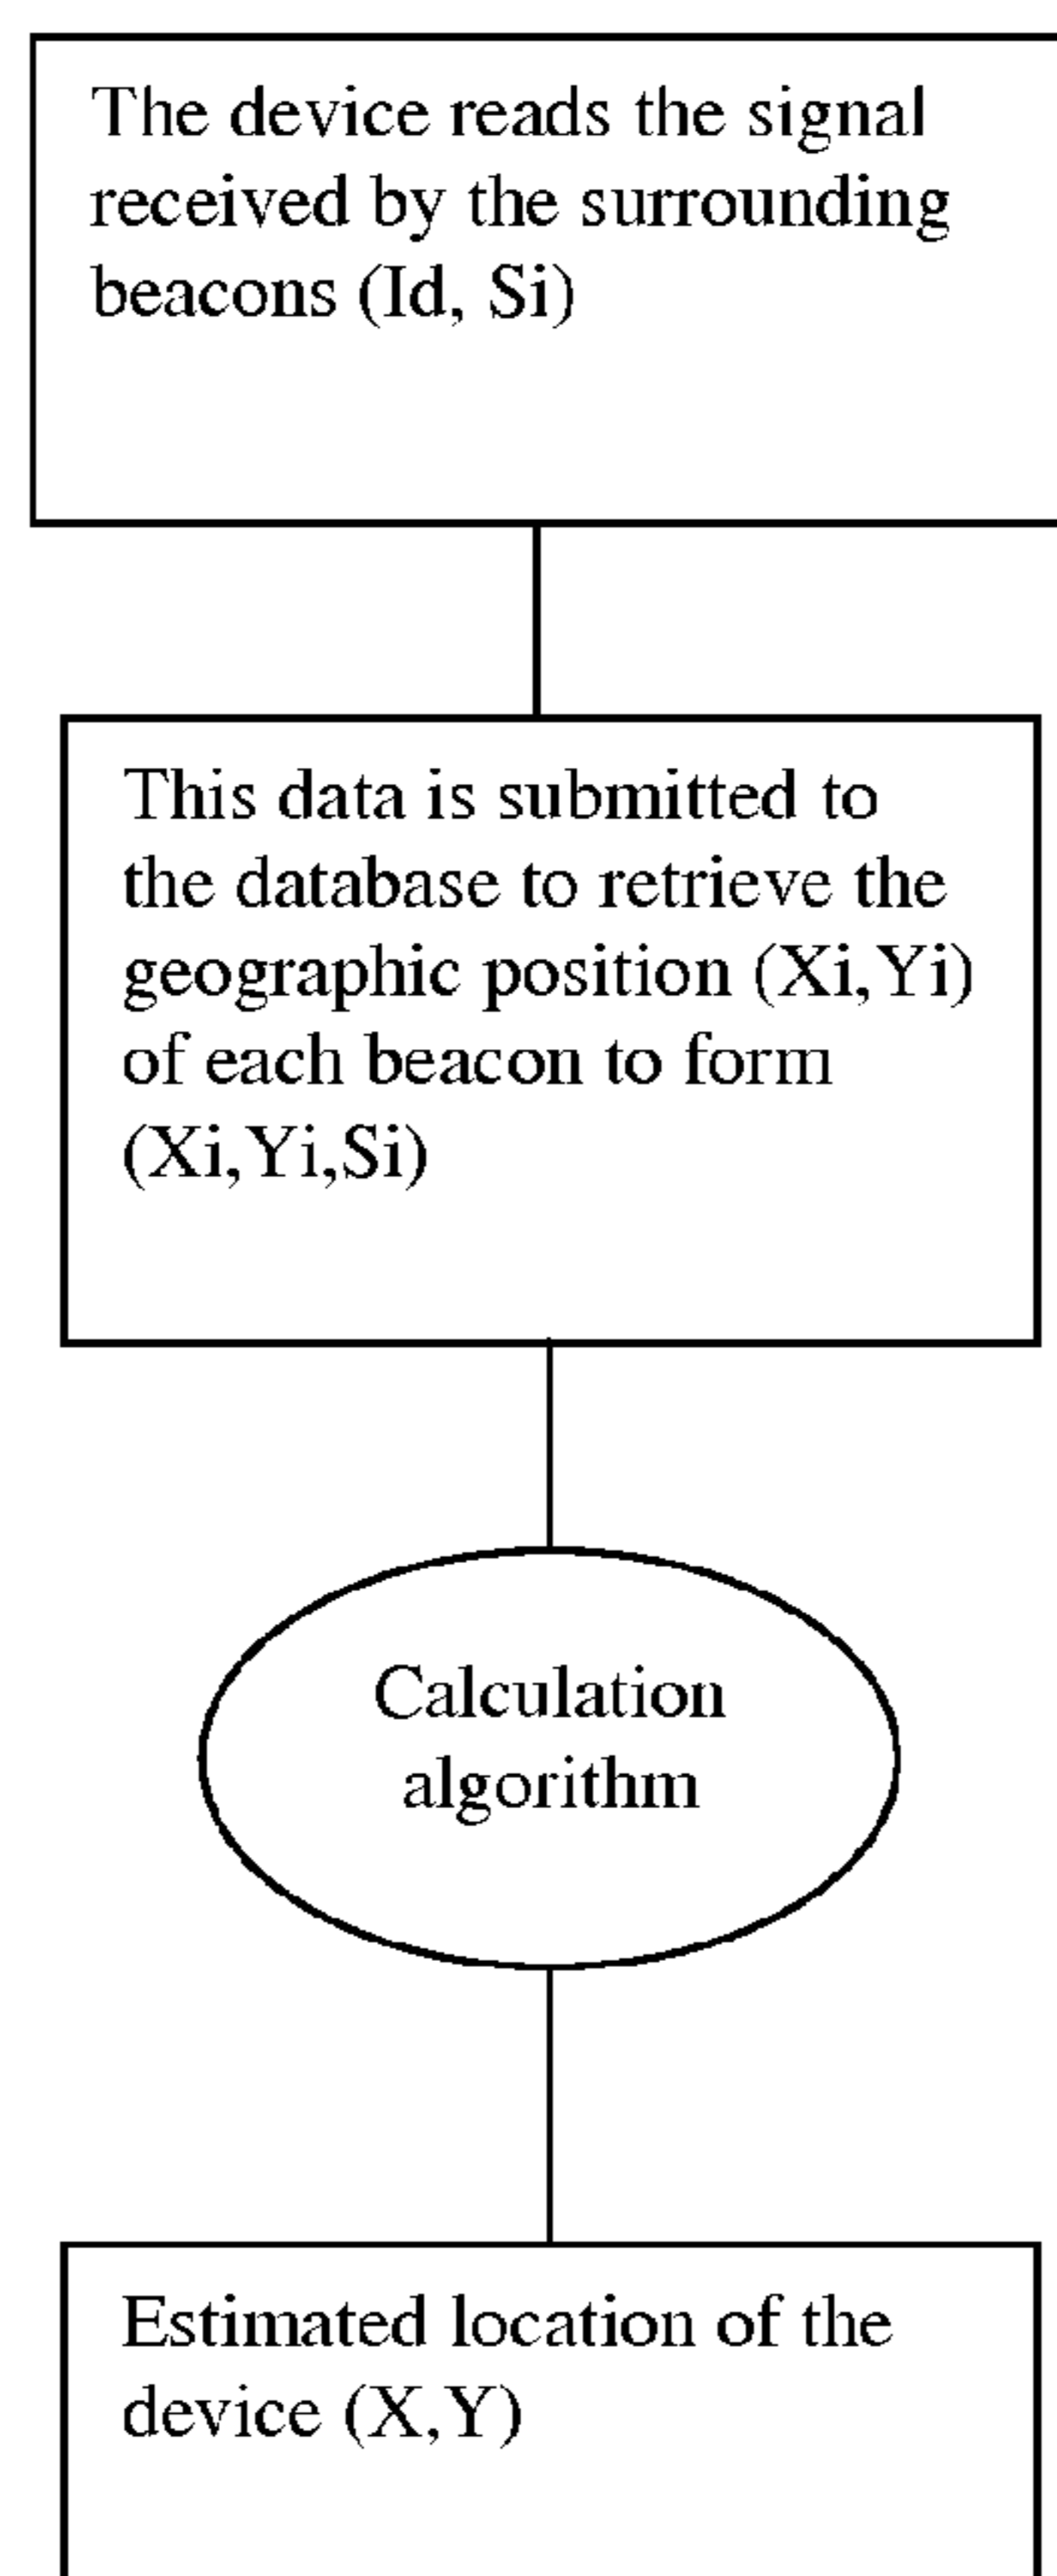 The device reads the signal
received by the surrounding
beacons (Id, Si)
This data is submitted to
the database to retrieve the
geographic position (Xi,Yi)
of each beacon to form
(Xi,Yi,Si)
Calculation
algorithm
Estimated location of the
device (X,Y)